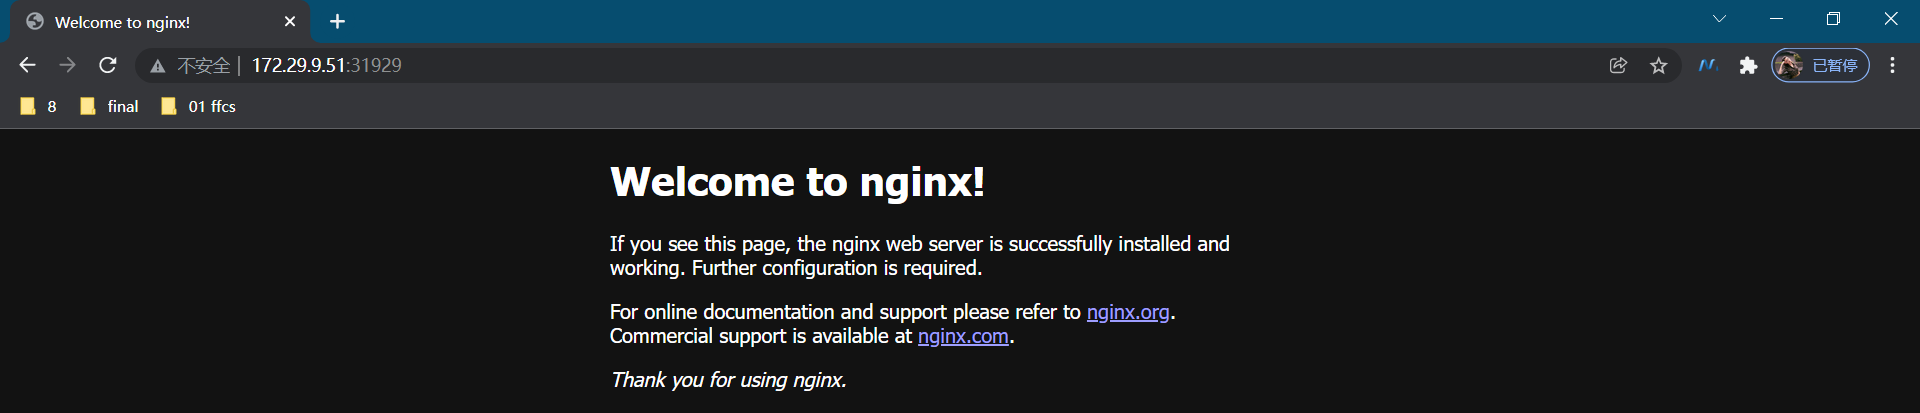 Welcome to nginx!
不安全 172.29.9.51:31929
已暂停
8 final 01 ffcs
Welcome to nginx!
If you see this page, the nginx web server is successfully installed and
working. Further configuration is required.
For online documentation and support please refer to nginx.org.
Commercial support is available at nginx.com.
Thank you for using nginx.